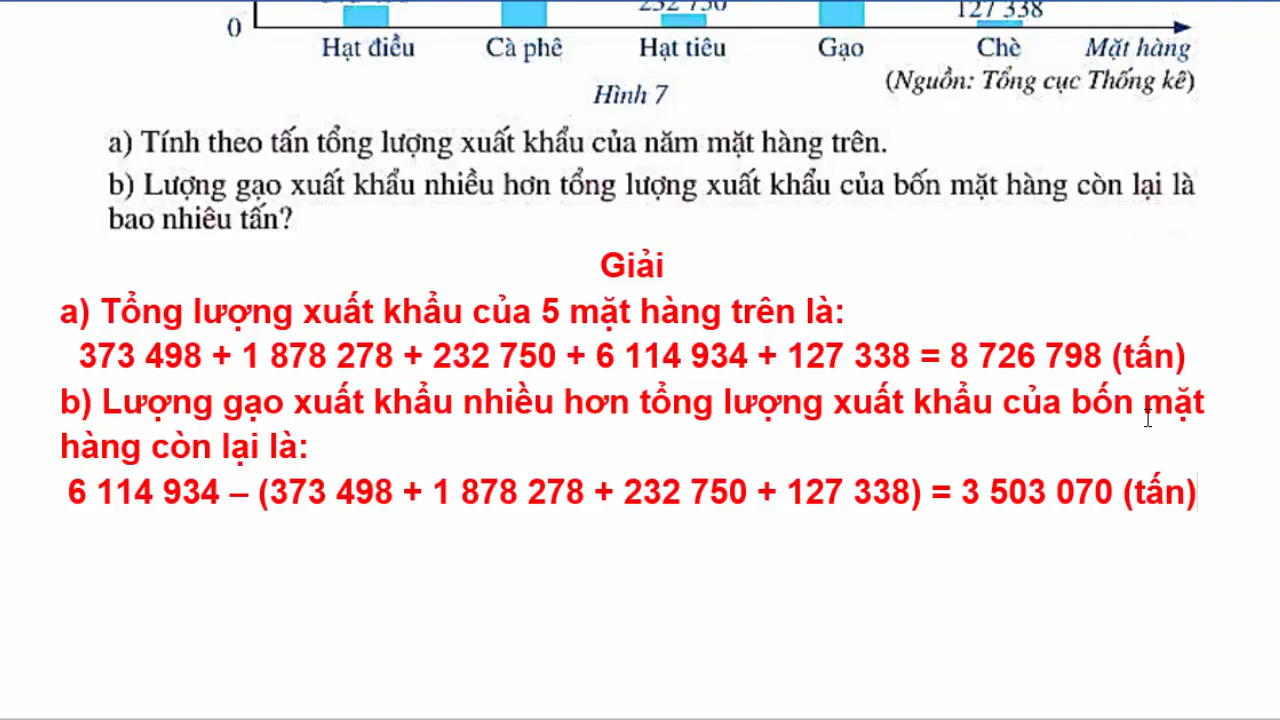 127 338
0
Hạt điều Cà phê Hạt tiêu Gạo Chè Mặt hàng
(Nguồn: Tổng cục Thống kê)
Hình 7
a) Tính theo tấn tổng lượng xuất khẩu của năm mặt hàng trên.
b) Lượng gạo xuất khẩu nhiều hơn tổng lượng xuất khẩu của bốn mặt hàng còn lại là
bao nhiêu tấn?
Giải
a) Tổng lượng xuất khẩu của 5 mặt hàng trên là:
373 498 + 1 878 278 + 232 750 + 6 114 934 + 127 338 = 8 726 798 (tấn)
b) Lượng gạo xuất khẩu nhiều hơn tổng lượng xuất khẩu của bốn mặt
hàng còn lại là:
6 114 934 – (373 498 + 1 878 278 + 232 750 + 127 338) = 3 503 070 (tấn)